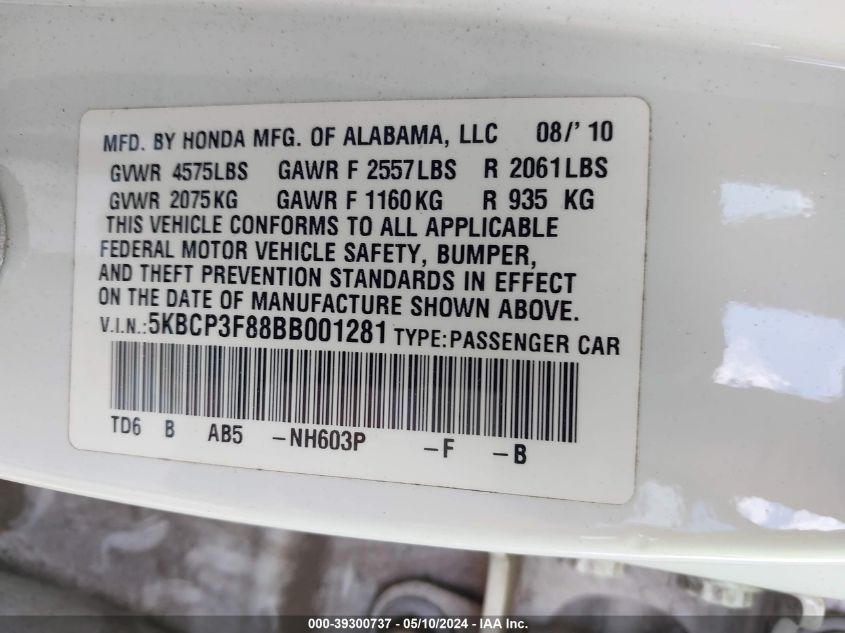 MFD. BY HONDA MFG. OF ALABAMA, LLC 08/' 10
GVWR 4575LBS GAWR F 2557LBS R 2061LBS
GVWR 2075KG GAWR F 1160KG R 935 KG
THIS VEHICLE CONFORMS TO ALL APPLICABLE
FEDERAL MOTOR VEHICLE SAFETY, BUMPER,
AND THEFT PREVENTION STANDARDS IN EFFECT
ON THE DATE OF MANUFACTURE SHOWN ABOVE.
V.I.N.:5KBCP3F88BB001281 TYPE:PASSENGER CAR
TD6 B AB5 -NH603P -F -B
000-39300737 - 05/10/2024 - IAA Inc.